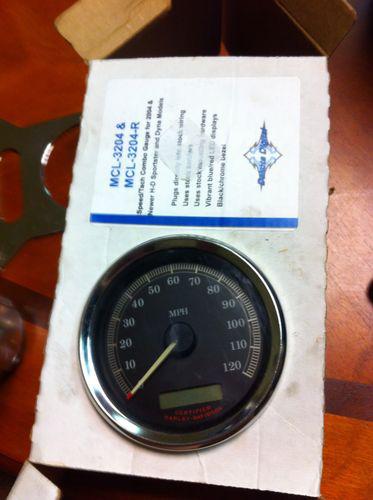 MCL-3204 &
MCL-3204-R
Speed/Tach Combo Gauge for 2004 &
Newer H-D Sportster and Dyna Models
Plugs directly into stock wiring
Uses stock
Uses stock mounting hardware
Vibrant blue/red LED displays
Black/chrome bezel
Dakota Digital
10
20
30
40
50
60
70
80
90
100
110
120
MPH
CERTIFIED
HARLEY-DAVIDSON